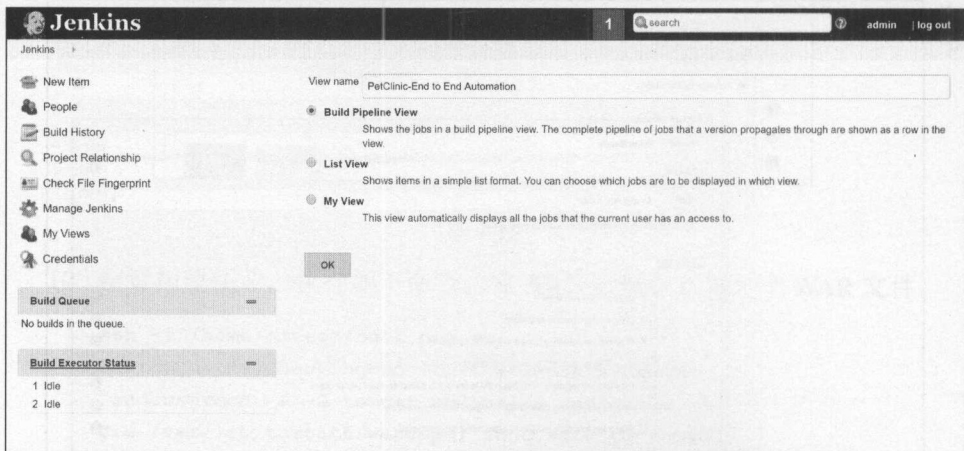 Jenkins
1
search
admin | log out
Jenkins
New Item
People
Build History
Project Relationship
Check File Fingerprint
Manage Jenkins
My Views
Credentials
Build Queue
No builds in the queue.
Build Executor Status
1 Idle
2 Idle
View name PetClinic-End to End Automation
Build Pipeline View
Shows the jobs in a build pipeline view. The complete pipeline of jobs that a version propagates through are shown as a row in the
view.
List View
Shows items in a simple list format. You can choose which jobs are to be displayed in which view.
My View
This view automatically displays all the jobs that the current user has an access to.
OK